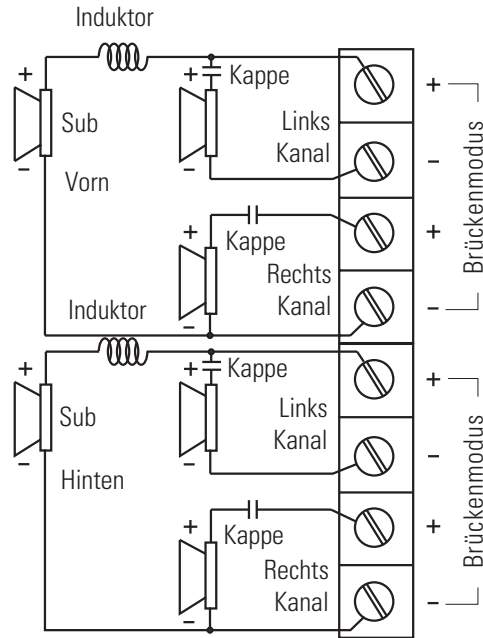 Induktor
+
+
Kappe
+
Sub
Links
Kanal
-
-
-
Vorn
+
Kappe
+
Rechts
Kanal
-
-
Brückenmodus
Induktor
+
+
Kappe
+
Sub
Links
Kanal
-
-
-
Hinten
+
Kappe
+
Rechts
Kanal
-
-
Brückenmodus